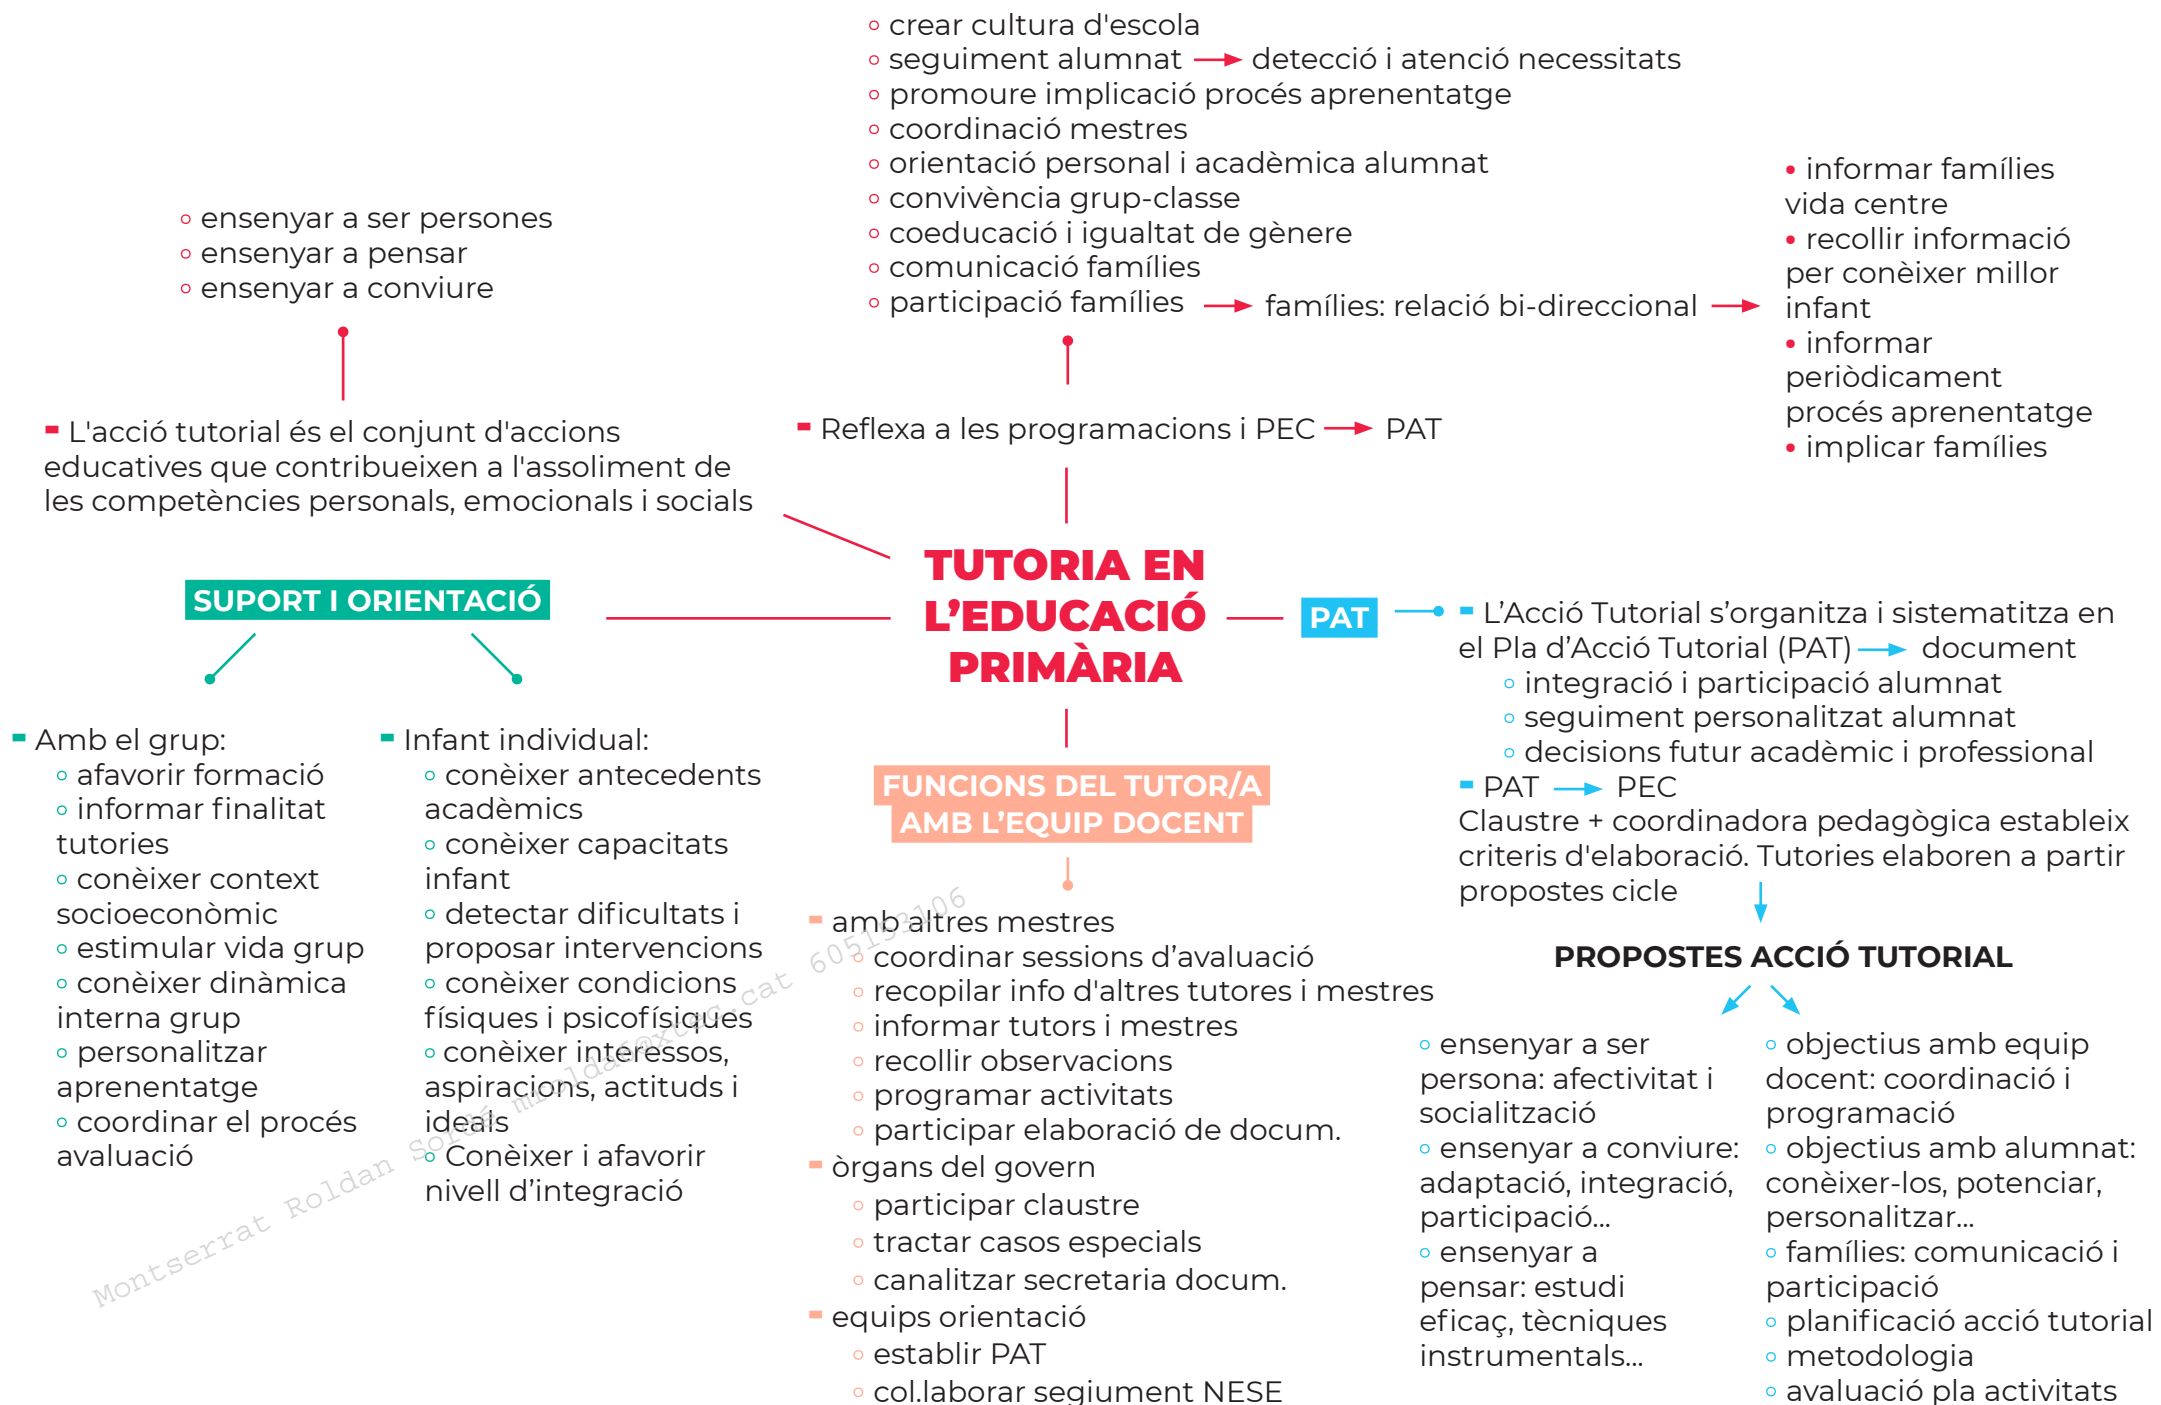 ◦ crear cultura d'escola
◦ seguiment alumnat → detecció i atenció necessitats
◦ promoure implicació procés aprenentatge
◦ coordinació mestres
◦ orientació personal i acadèmica alumnat
◦ convivència grup-classe
◦ coeducació i igualtat de gènere
◦ comunicació famílies
◦ participació famílies → famílies: relació bi-direccional →
• informar famílies
vida centre
• recollir informació
per conèixer millor
infant
• informar
periòdicament
procés aprenentatge
• implicar famílies
◦ ensenyar a ser persones
◦ ensenyar a pensar
◦ ensenyar a conviure
- L'acció tutorial és el conjunt d'accions
educatives que contribueixen a l'assoliment de
les competències personals, emocionals i socials
- Reflexa a les programacions i PEC → PAT
TUTORIA EN
L’EDUCACIÓ
PRIMÀRIA
SUPORT I ORIENTACIÓ
- Amb el grup:
◦ afavorir formació
◦ informar finalitat
tutories
◦ conèixer context
socioeconòmic
◦ estimular vida grup
◦ conèixer dinàmica
interna grup
◦ personalitzar
aprenentatge
◦ coordinar el procés
avaluació
- Infant individual:
◦ conèixer antecedents
acadèmics
◦ conèixer capacitats
infant
◦ detectar dificultats i
proposar intervencions
◦ conèixer condicions
físiques i psicofísiques
◦ conèixer interessos,
aspiracions, actituds i
ideals
◦ Conèixer i afavorir
nivell d’integració
FUNCIONS DEL TUTOR/A
AMB L’EQUIP DOCENT
- amb altres mestres
◦ coordinar sessions d’avaluació
◦ recopilar info d'altres tutores i mestres
◦ informar tutors i mestres
◦ recollir observacions
◦ programar activitats
◦ participar elaboració de docum.
- òrgans del govern
◦ participar claustre
◦ tractar casos especials
◦ canalitzar secretaria docum.
- equips orientació
◦ establir PAT
◦ col.laborar segiument NESE
PAT
- L’Acció Tutorial s’organitza i sistematitza en
el Pla d’Acció Tutorial (PAT) → document
◦ integració i participació alumnat
◦ seguiment personalitzat alumnat
◦ decisions futur acadèmic i professional
- PAT → PEC
Claustre + coordinadora pedagògica estableix
criteris d'elaboració. Tutories elaboren a partir
propostes cicle
PROPOSTES ACCIÓ TUTORIAL
◦ ensenyar a ser
persona: afectivitat i
socialització
◦ ensenyar a conviure:
adaptació, integració,
participació...
◦ ensenyar a
pensar: estudi
eficaç, tècniques
instrumentals...
◦ objectius amb equip
docent: coordinació i
programació
◦ objectius amb alumnat:
conèixer-los, potenciar,
personalitzar...
◦ famílies: comunicació i
participació
◦ planificació acció tutorial
◦ metodologia
◦ avaluació pla activitats
Montserrat Roldan